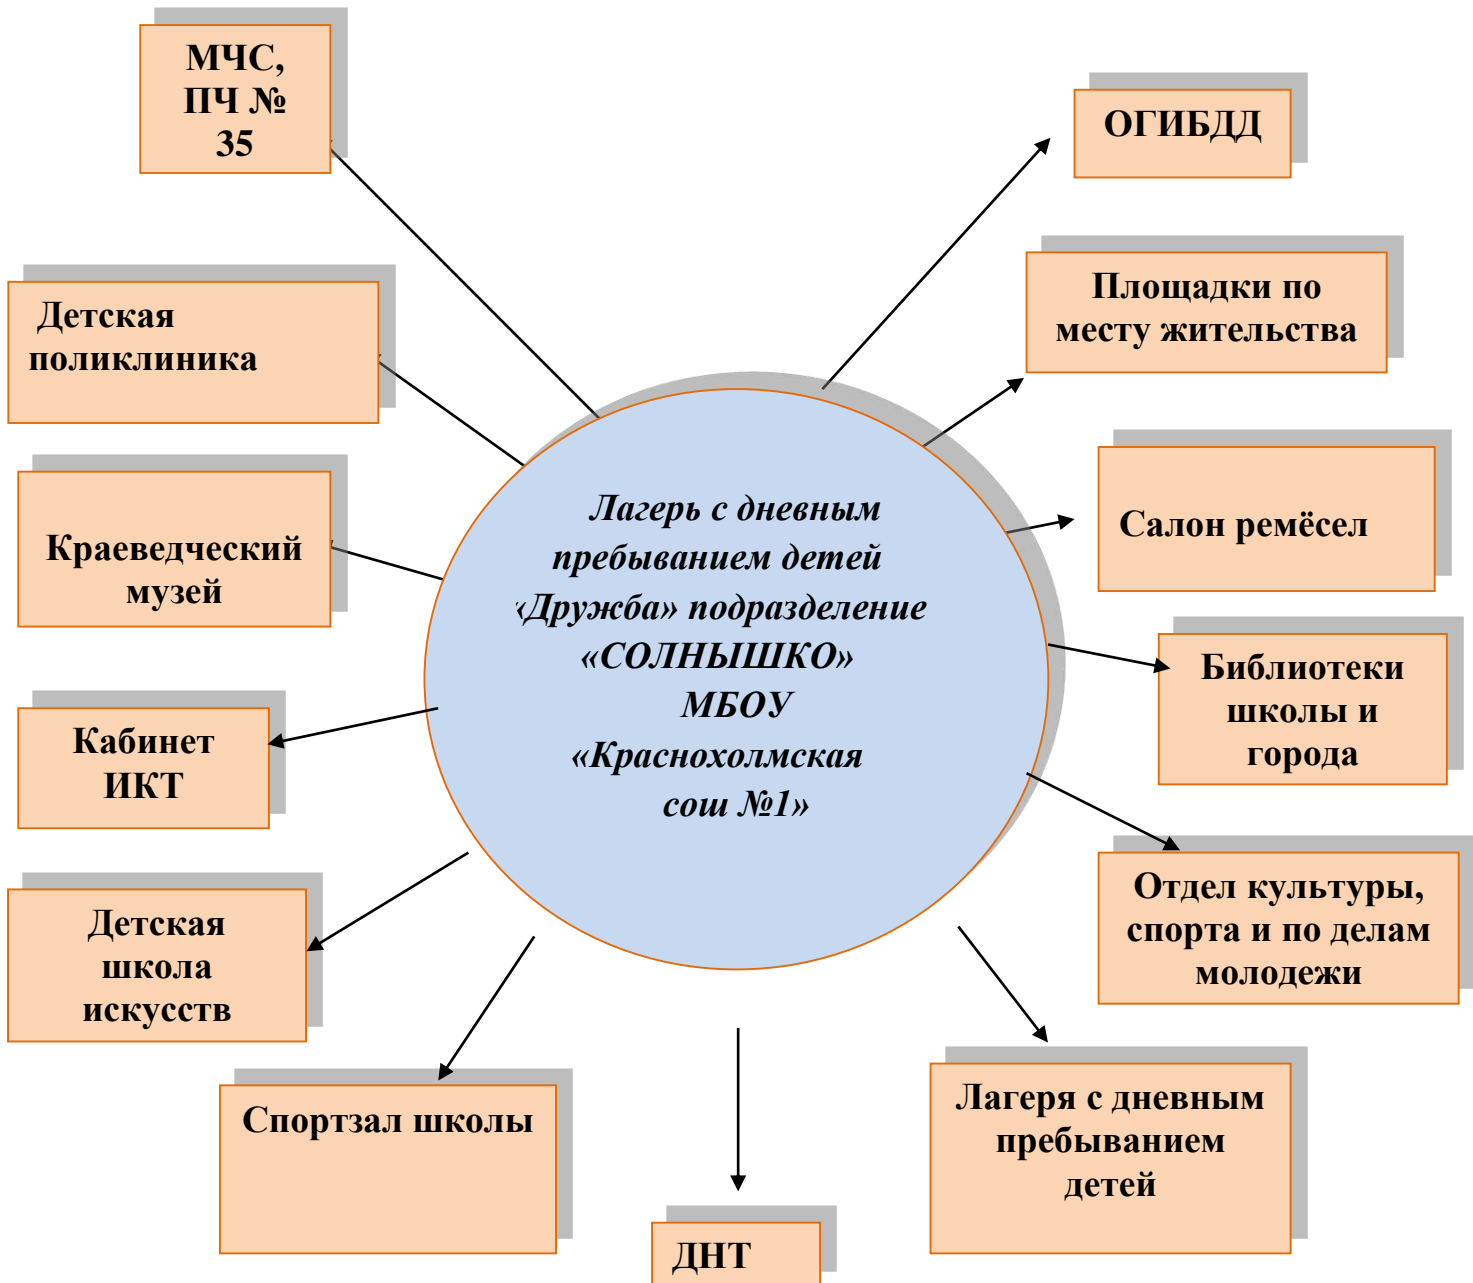 МЧС,
ПЧ №
35
ОГИБДД
Площадки по
месту жительства
Детская
поликлиника
Салон ремёсел
Краеведческий
музей
Лагерь с дневным
пребыванием детей
«Дружба» подразделение
«СОЛНЫШКО»
МБОУ
«Краснохолмская
сош №1»
Библиотеки
школы и
города
Кабинет
ИКТ
Отдел культуры,
спорта и по делам
молодежи
Детская
школа
искусств
Лагеря с дневным
пребыванием
детей
Спортзал школы
ДНТ